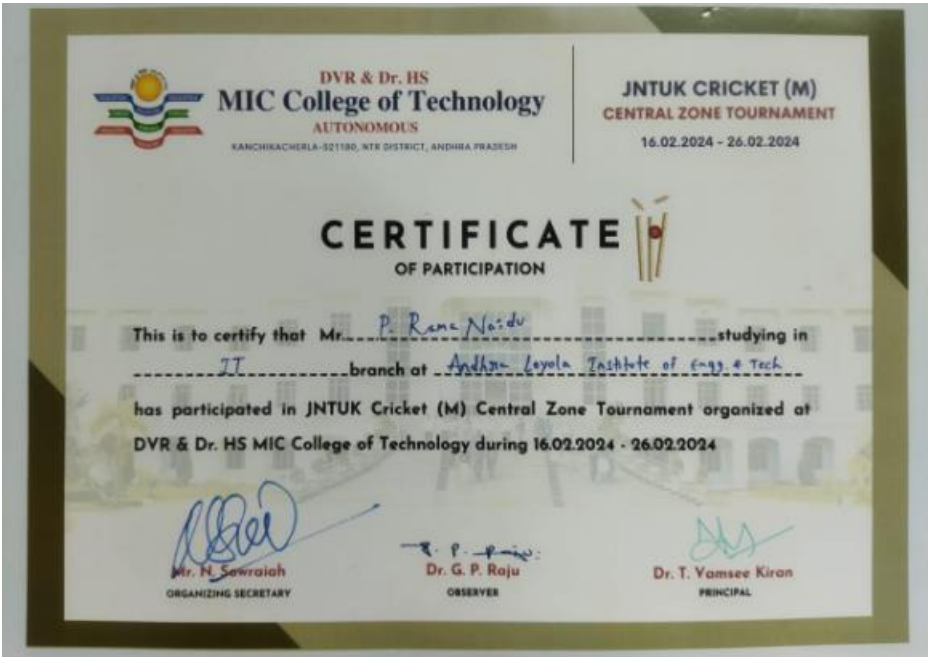 DVR & Dr. HS
MIC College of Technology
AUTONOMOUS
KANCHIKACHERLA-521180, NTR DISTRICT, ANDHRA PRADESH
JNTUK CRICKET (M)
CENTRAL ZONE TOURNAMENT
16.02.2024 - 26.02.2024
CERTIFICATE
OF PARTICIPATION
This is to certify that Mr. P. Rama Naidu studying in
IT branch at Andhra Loyola Institute of Engg. & Tech
has participated in JNTUK Cricket (M) Central Zone Tournament organized at
DVR & Dr. HS MIC College of Technology during 16.02.2024 - 26.02.2024
Mr. N. Sowraiah
ORGANIZING SECRETARY
Dr. G. P. Raju
OBSERVER
Dr. T. Vamsee Kiran
PRINCIPAL